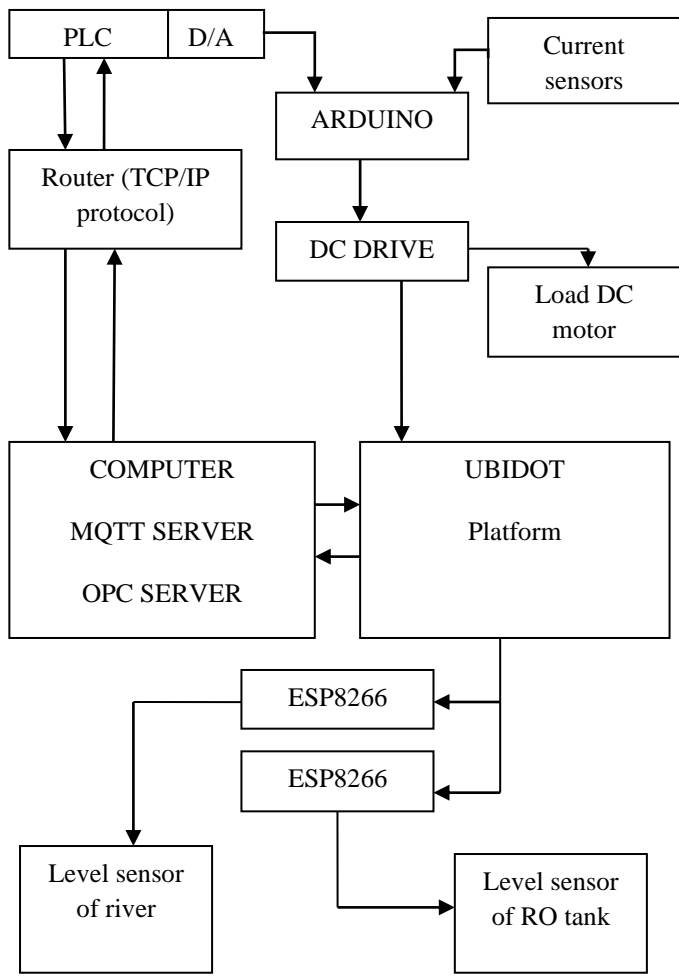 PLC
D/A
Current
sensors
ARDUINO
Router (TCP/IP
protocol)
DC DRIVE
Load DC
motor
COMPUTER
MQTT SERVER
OPC SERVER
UBIDOT
Platform
ESP8266
ESP8266
Level sensor
of river
Level sensor
of RO tank